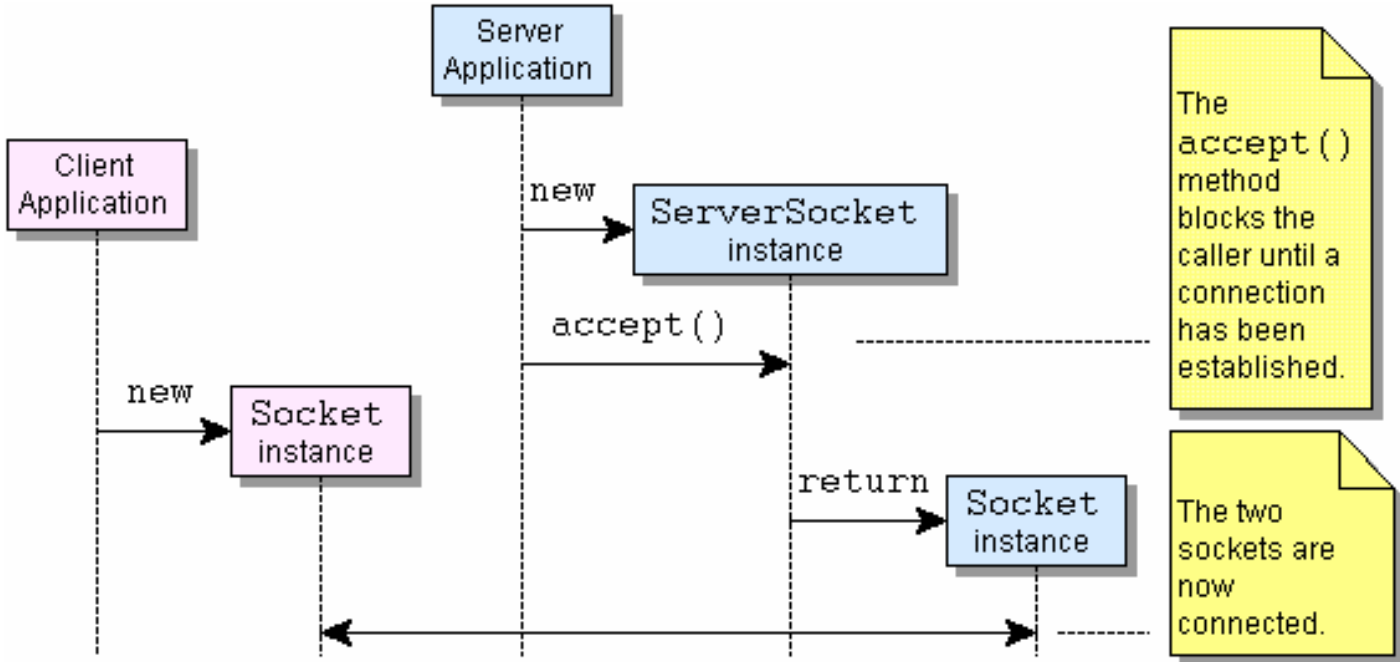 Server
Application
Client
Application
new
ServerSocket
instance
accept()
new
Socket
instance
return
Socket
instance
The
accept()
method
blocks the
caller until a
connection
has been
established.
The two
sockets are
now
connected.